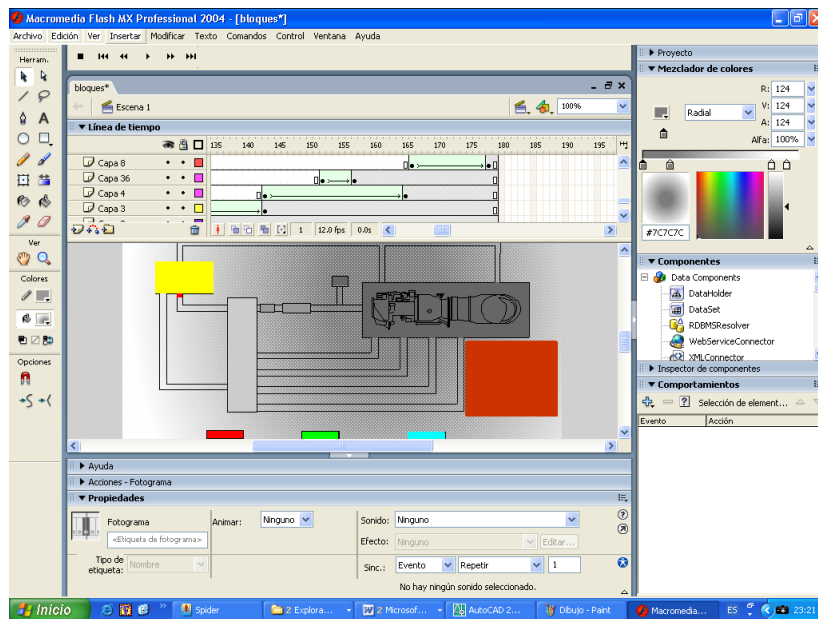 Macromedia Flash MX Professional 2004 - [bloques*]
Archivo Edición Ver Insertar Modificar Texto Comandos Control Ventana Ayuda
Herram.
Ver
Colores
Opciones
bloques*
Escena 1
100%
Línea de tiempo
135 140 145 150 155 160 165 170 175 180 185 190 195
Capa 8
Capa 36
Capa 4
Capa 3
1 12.0 fps 0.0s
Ayuda
Acciones - Fotograma
Propiedades
Fotograma
<Etiqueta de fotograma>
Tipo de etiqueta: Nombre
Animar: Ninguno
Sonido: Ninguno
Efecto: Ninguno Editar...
Sinc.: Evento Repetir 1
No hay ningún sonido seleccionado.
Proyecto
Mezclador de colores
Radial
R: 124
V: 124
A: 124
Alfa: 100%
#7C7C7C
Componentes
Data Components
DataHolder
DataSet
RDBMSResolver
WebServiceConnector
XMLConnector
Inspector de componentes
Comportamientos
Selección de element...
Evento Acción
Inicio
Spider
2 Explora...
2 Microsof...
AutoCAD 2...
Dibujo - Paint
Macromedia...
ES
23:21